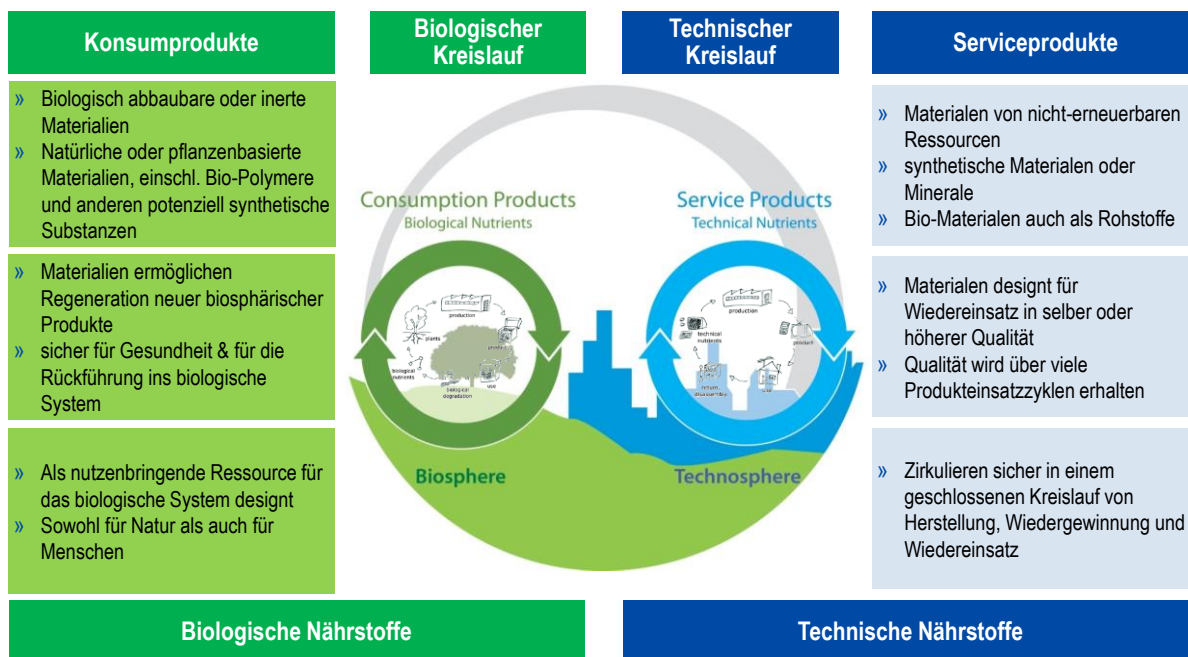 Konsumprodukte
Biologischer
Kreislauf
Technischer
Kreislauf
Serviceprodukte
» Biologisch abbaubare oder inerte
Materialien
» Natürliche oder pflanzenbasierte
Materialien, einschl. Bio-Polymere
und anderen potenziell synthetische
Substanzen
» Materialien ermöglichen
Regeneration neuer biosphärischer
Produkte
» sicher für Gesundheit & für die
Rückführung ins biologische
System
» Als nutzenbringende Ressource für
das biologische System designt
» Sowohl für Natur als auch für
Menschen
Consumption Products
Biological Nutrients
production
plants
biological
nutrients
biological
degradation
use
Biosphere
Service Products
Technical Nutrients
production
technical
nutrients
product
Technosphere
» Materialen von nicht-erneuerbaren
Ressourcen
» synthetische Materialen oder
Minerale
» Bio-Materialen auch als Rohstoffe
» Materialen designt für
Wiedereinsatz in selber oder
höherer Qualität
» Qualität wird über viele
Produkteinsatzzyklen erhalten
» Zirkulieren sicher in einem
geschlossenen Kreislauf von
Herstellung, Wiedergewinnung und
Wiedereinsatz
Biologische Nährstoffe
Technische Nährstoffe